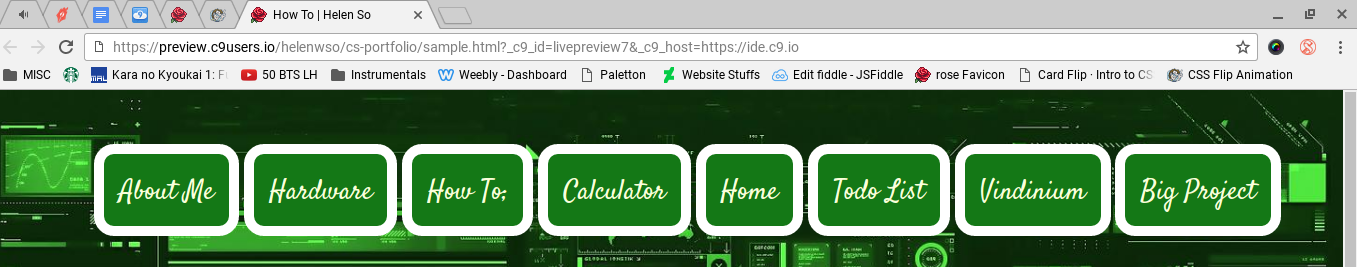 How To | Helen So
https://preview.c9users.io/helenwso/cs-portfolio/sample.html?_c9_id=livepreview7&_c9_host=https://ide.c9.io
MISC Kara no Kyoukai 1: 50 BTS LH Instrumentals Weebly - Dashboard Paletton Website Stuffs Edit fiddle - JSFiddle rose Favicon Card Flip · Intro to CS CSS Flip Animation
About Me Hardware How To; Calculator Home Todo List Vindinium Big Project